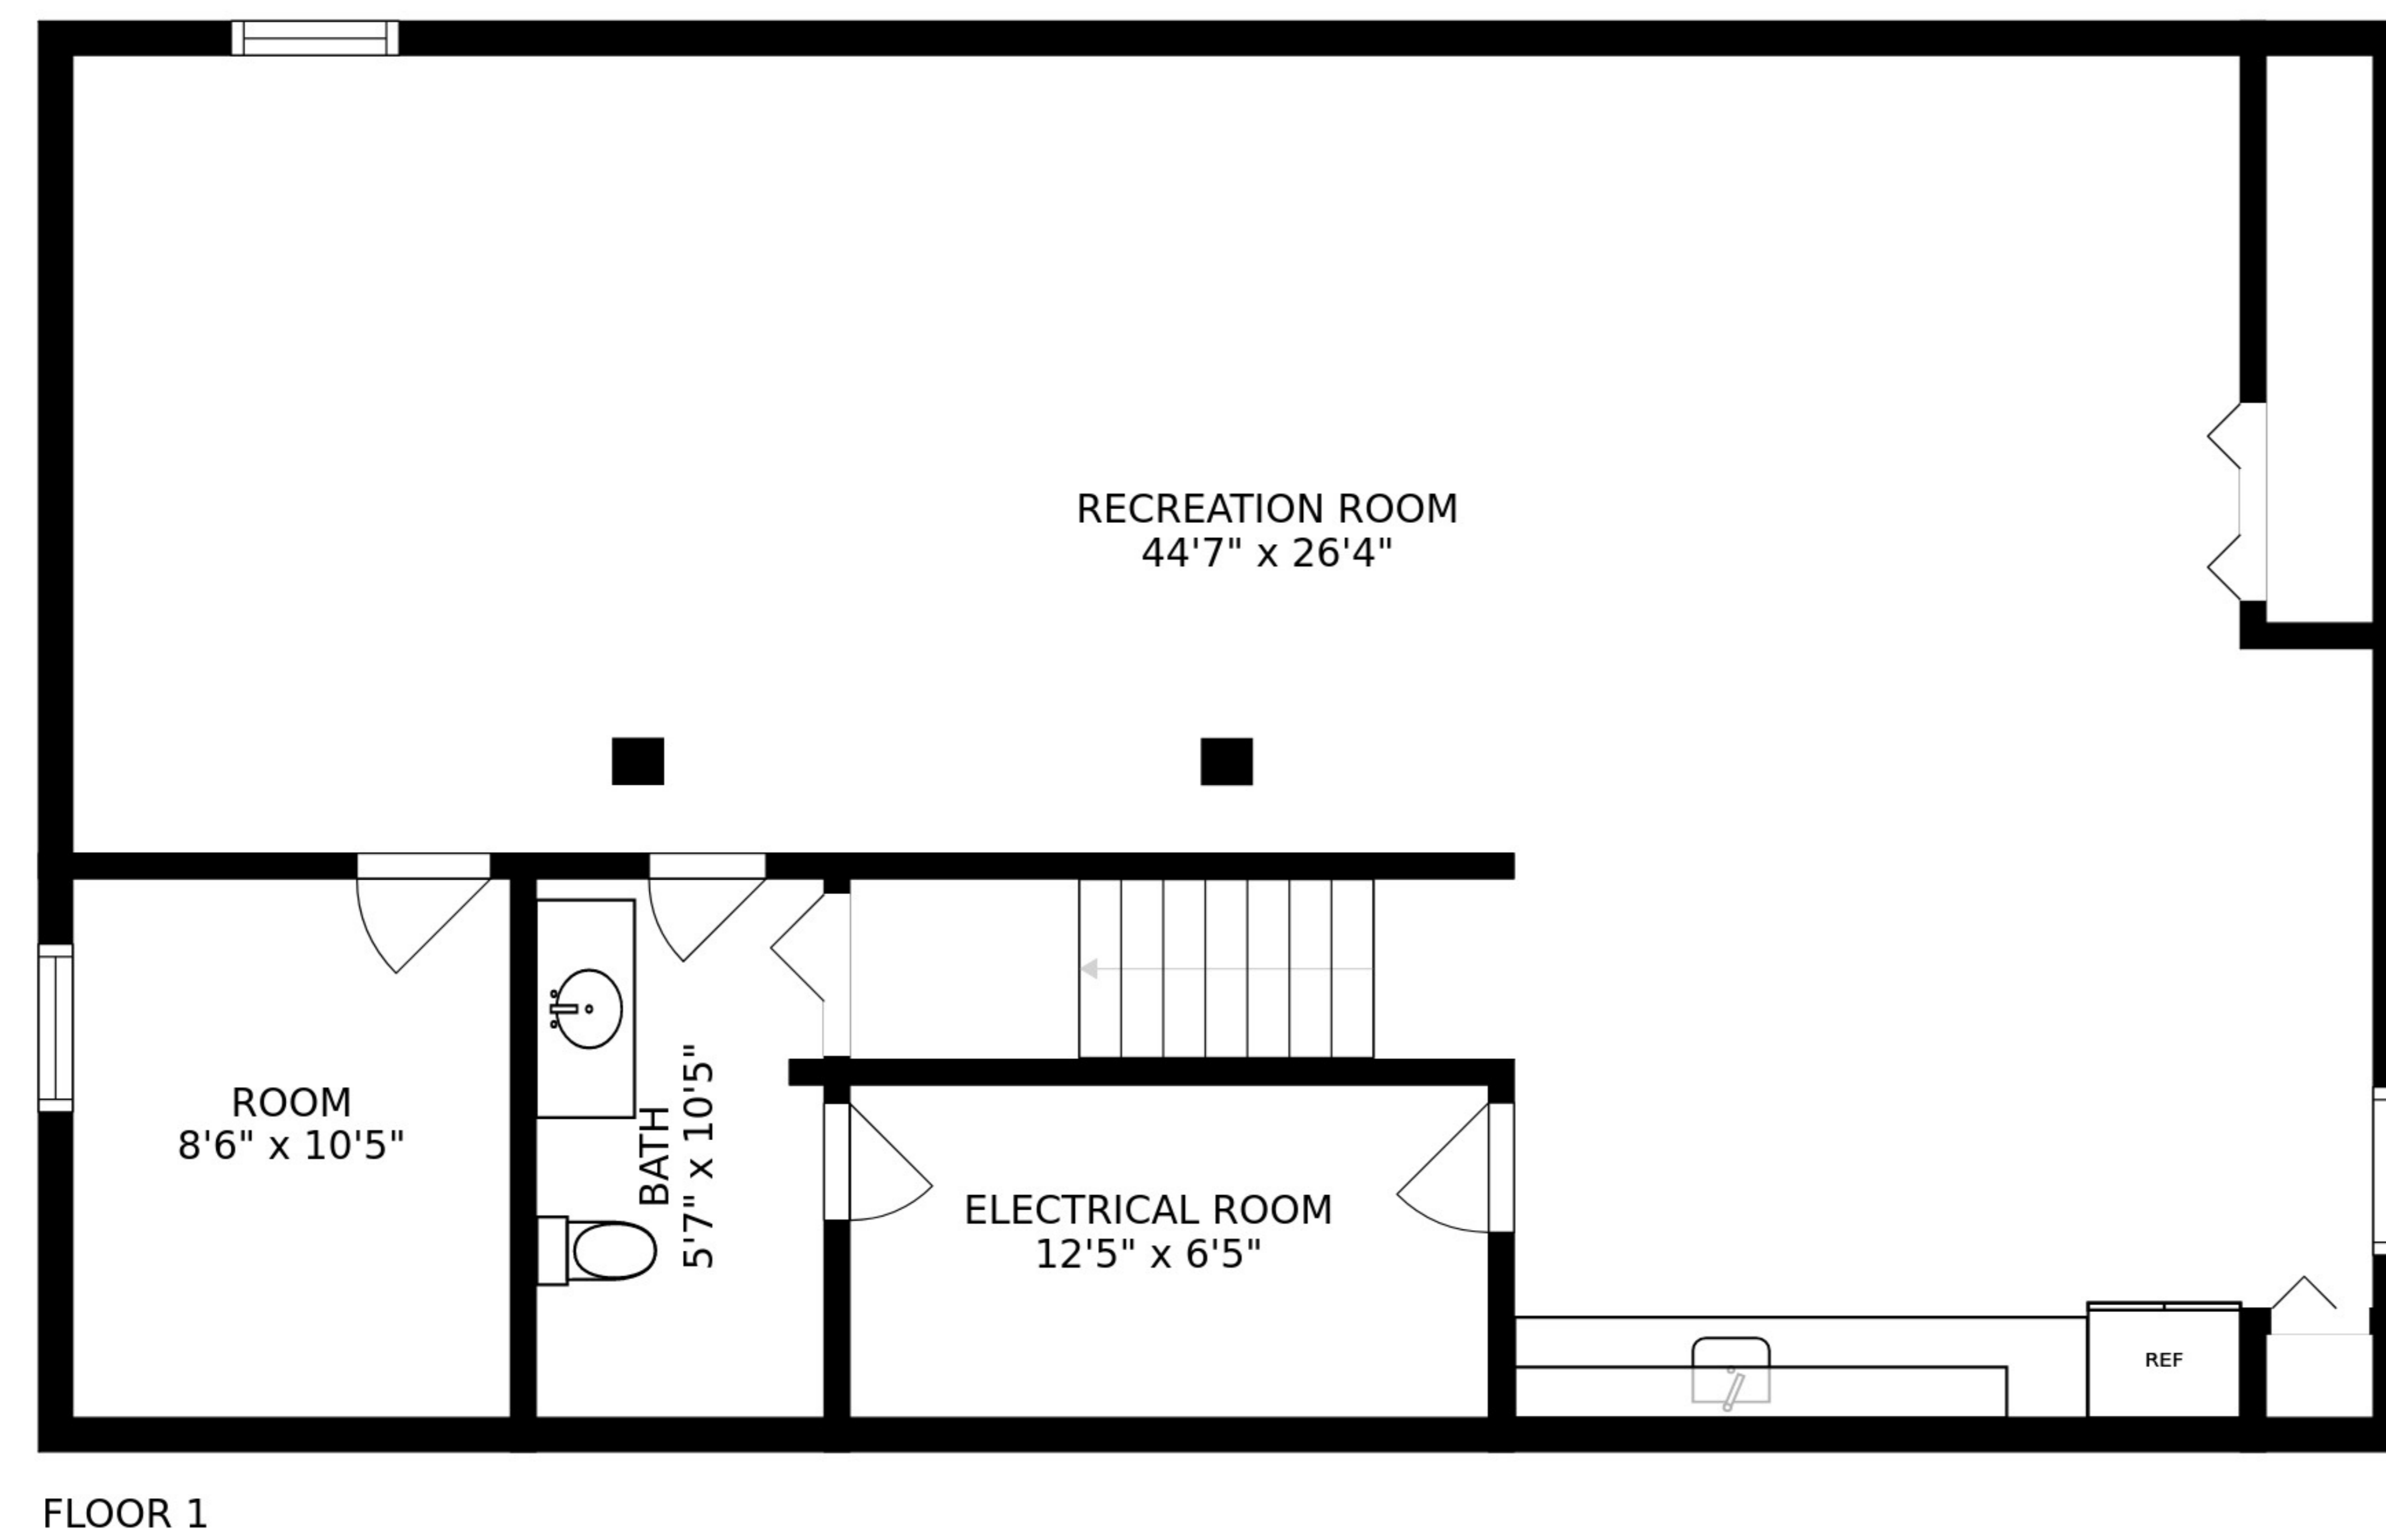 RECREATION ROOM
44'7" x 26'4"
ROOM
8'6" x 10'5"
BATH
5'7" x 10'5"
ELECTRICAL ROOM
12'5" x 6'5"
REF
FLOOR 1